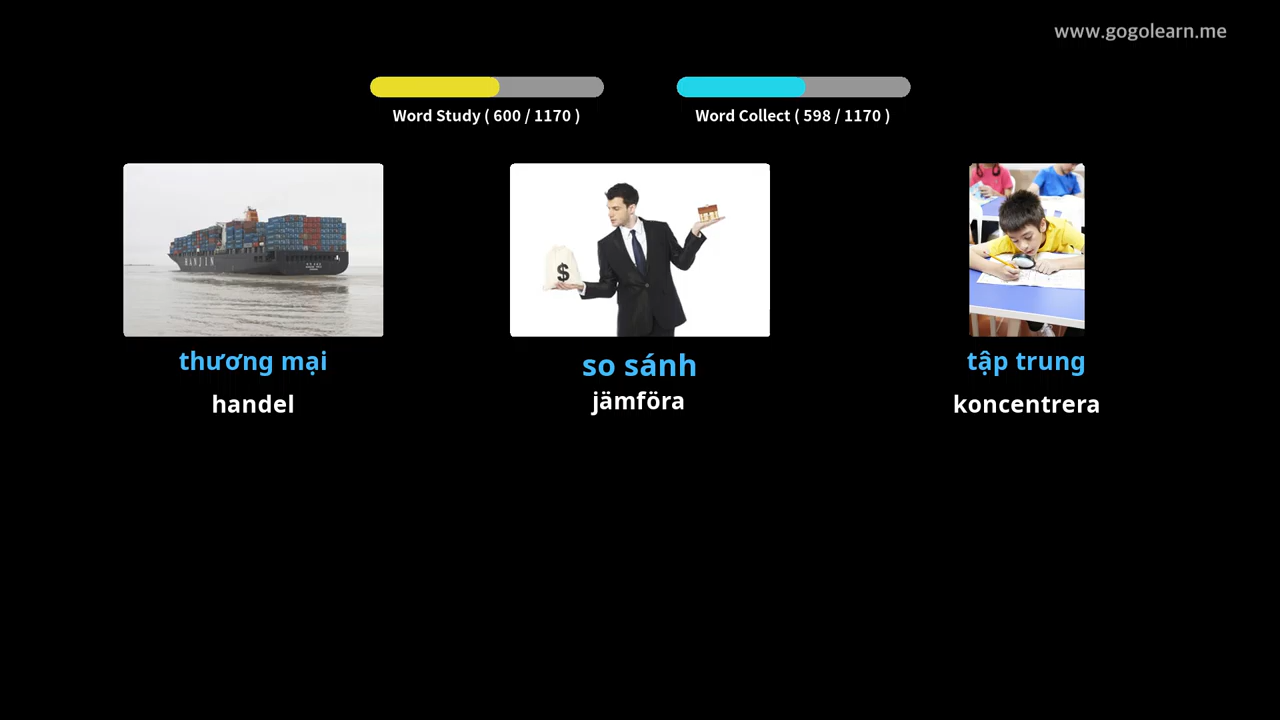 www.gogolearn.me
Word Study ( 600 / 1170 )
Word Collect ( 598 / 1170 )
HANJIN
$
thương mại
so sánh
tập trung
handel
jämföra
koncentrera